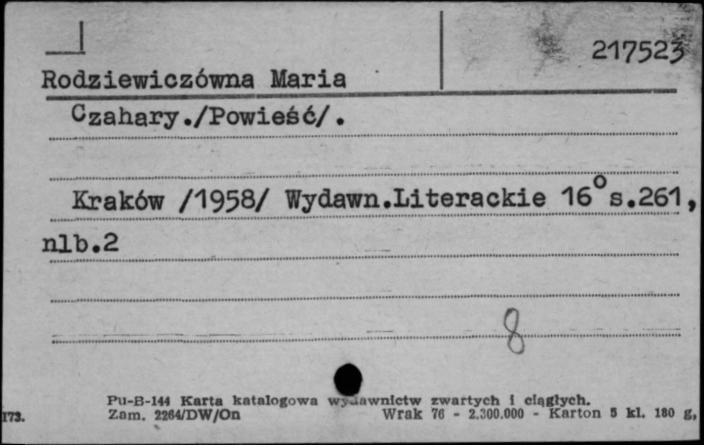 217523
Rodziewiczówna Maria
Czahary./Powieść/.
Kraków /1958/ Wydawn.Literackie 16° s.261,
nlb.2
8
Pu-B-144 Karta katalogowa wydawnictw zwartych i ciągłych.
173. Zam. 2264/DW/On Wrak 76 - 2.300.000 - Karton 5 kl. 180 g,